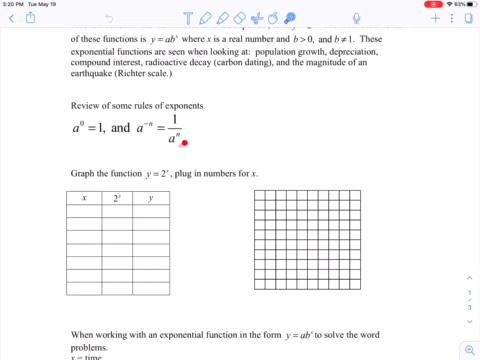 3:20 PM Tue May 19
63%
of these functions is y = ab^x where x is a real number and b > 0, and b ≠ 1. These
exponential functions are seen when looking at: population growth, depreciation,
compound interest, radioactive decay (carbon dating), and the magnitude of an
earthquake (Richter scale.)
Review of some rules of exponents
a^0 = 1, and a^{-n} = 1/a^n
Graph the function y = 2^x, plug in numbers for x.
x 2^x y
1
/
3
When working with an exponential function in the form y = ab^x to solve the word
problems.
x = time